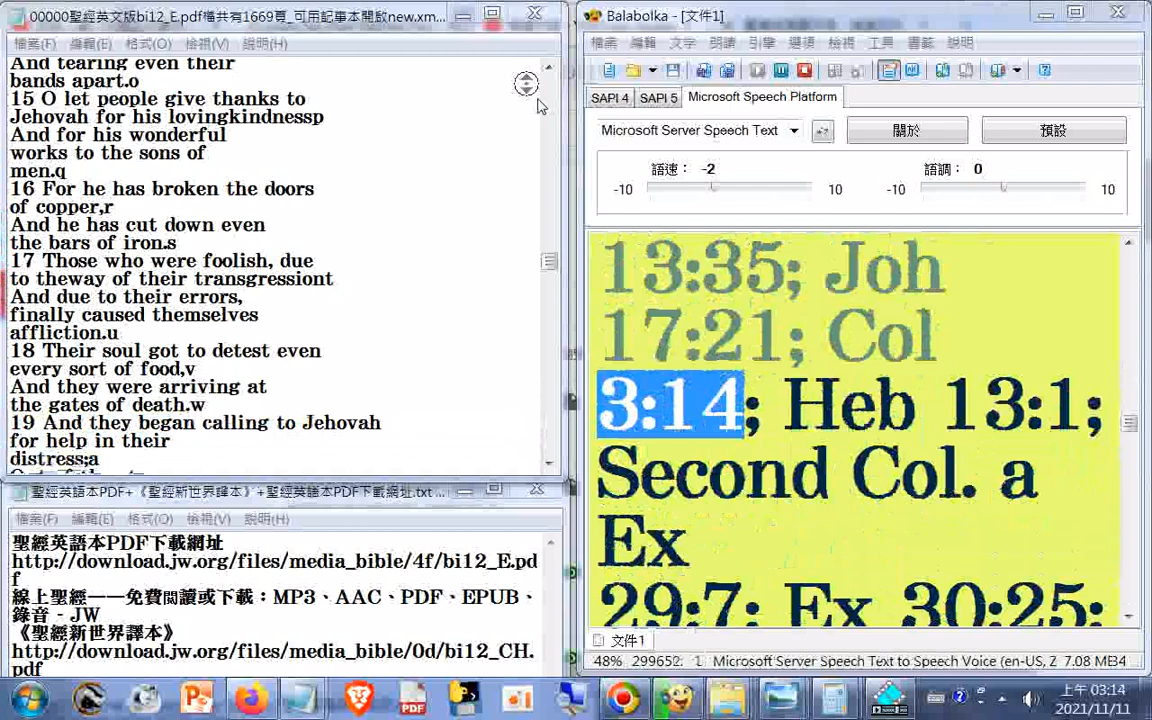 00000聖經英文版bi12_E.pdf檔共有1669頁_可用記事本開啟new.xm...
檔案(F) 編輯(E) 格式(O) 檢視(V) 說明(H)
And tearing even their
bands apart.o
15 O let people give thanks to
Jehovah for his lovingkindnessp
And for his wonderful
works to the sons of
men.q
16 For he has broken the doors
of copper,r
And he has cut down even
the bars of iron.s
17 Those who were foolish, due
to theway of their transgressiont
And due to their errors,
finally caused themselves
affliction.u
18 Their soul got to detest even
every sort of food,v
And they were arriving at
the gates of death.w
19 And they began calling to Jehovah
for help in their
distress;a
聖經英語本PDF+《聖經新世界譯本》+聖經英語本PDF下載網址.txt ...
檔案(F) 編輯(E) 格式(O) 檢視(V) 說明(H)
聖經英語本PDF下載網址
http://download.jw.org/files/media_bible/4f/bi12_E.pd
f
線上聖經——免費閱讀或下載：MP3、AAC、PDF、EPUB、
錄音 - JW
《聖經新世界譯本》
http://download.jw.org/files/media_bible/0d/bi12_CH.
pdf
Balabolka - [文件1]
檔案 編輯 文字 朗讀 引擎 選項 檢視 工具 書籤 說明
SAPI 4 SAPI 5 Microsoft Speech Platform
Microsoft Server Speech Text 關於 預設
語速： -2 語調： 0
-10 10 -10 10
13:35; Joh
17:21; Col
3:14; Heb 13:1;
Second Col. a
Ex
29:7; Ex 30:25;
文件1
48% 299652: 1 Microsoft Server Speech Text to Speech Voice (en-US, Z 7.08 MB
上午 03:14
2021/11/11